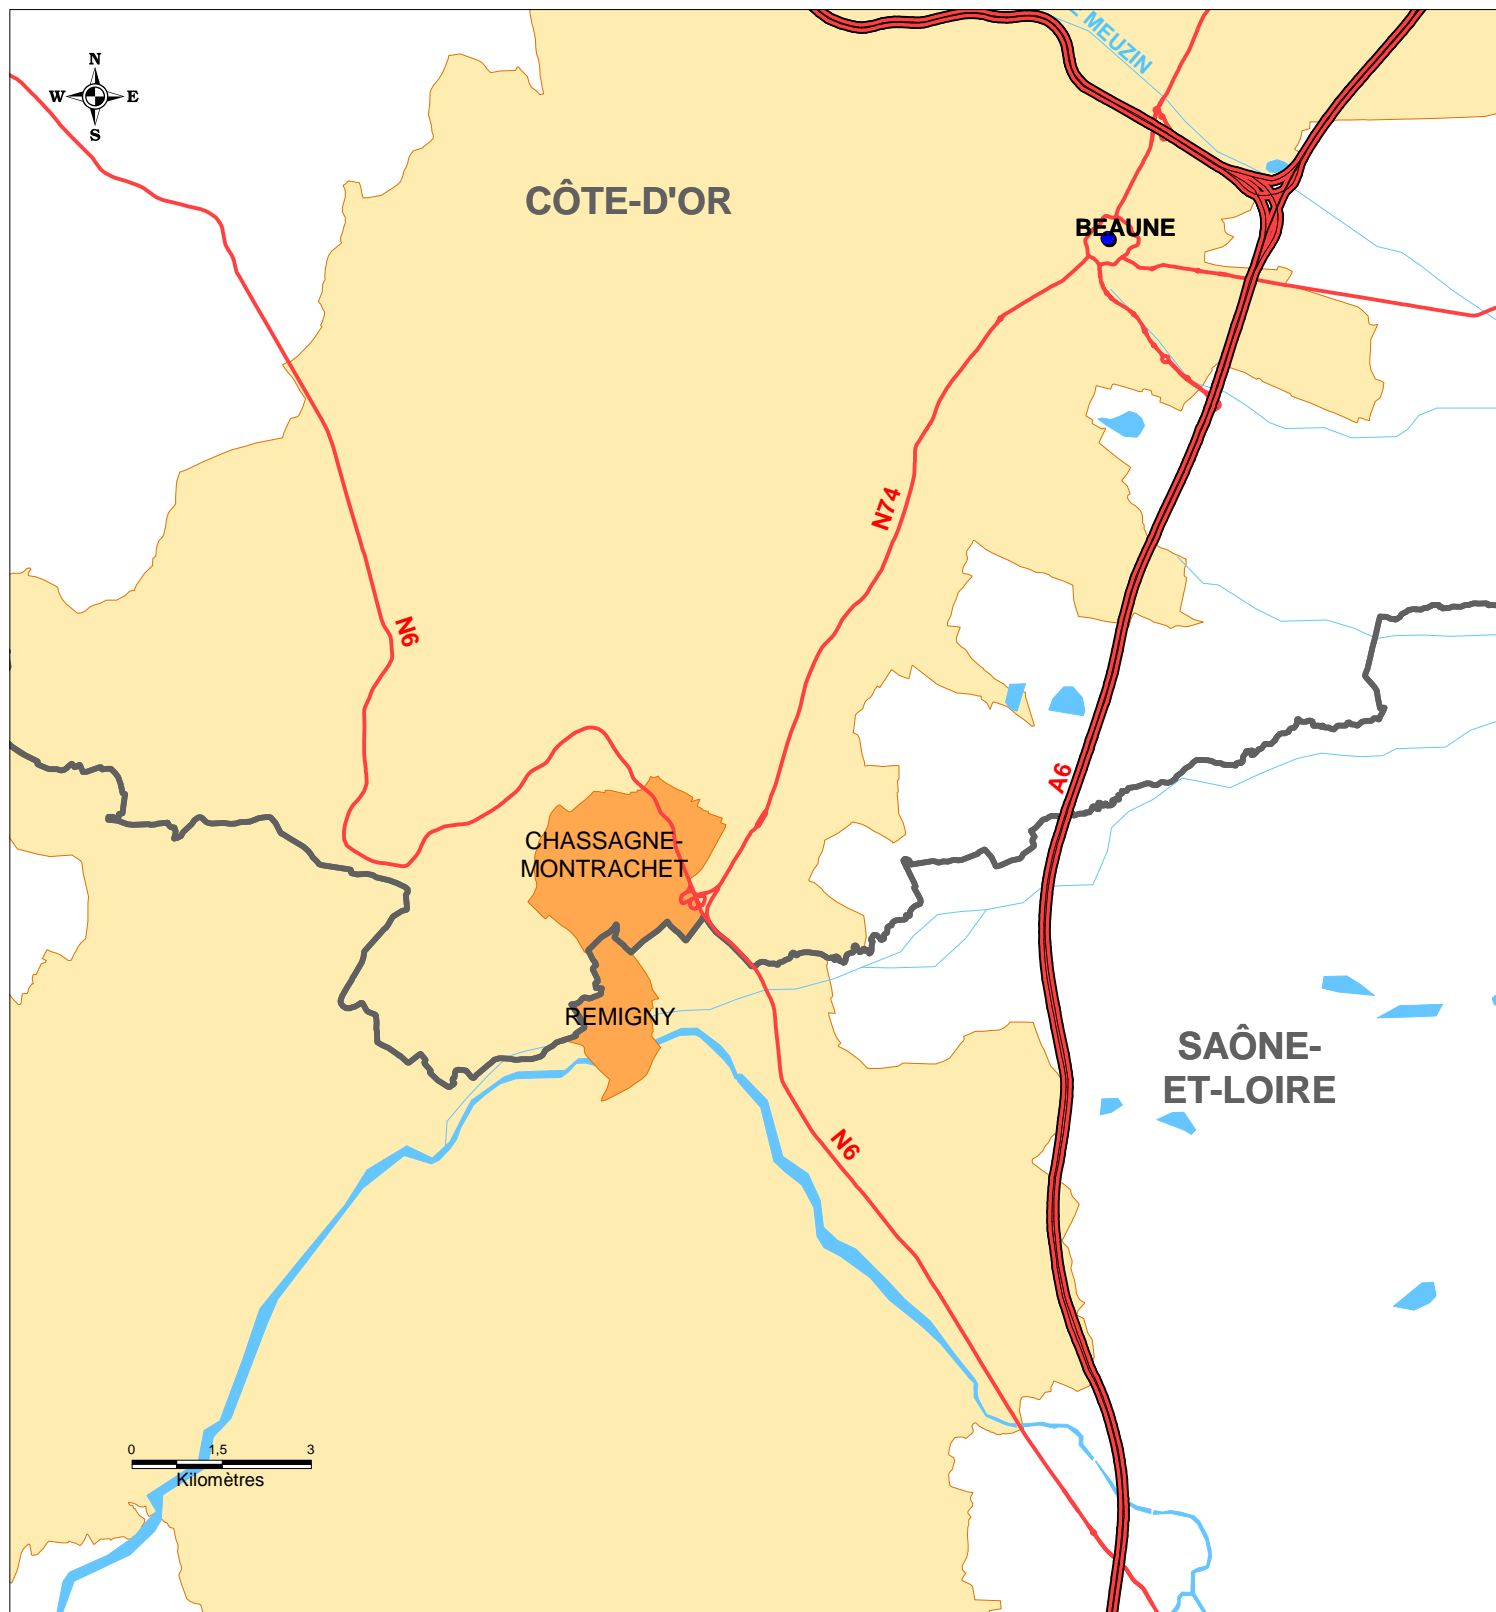 E MEUZIN
N
W E
S
CÔTE-D'OR
BEAUNE
N74
N6
A6
CHASSAGNE-
MONTRACHET
REMIGNY
SAÔNE-
ET-LOIRE
N6
0 1,5 3
Kilomètres